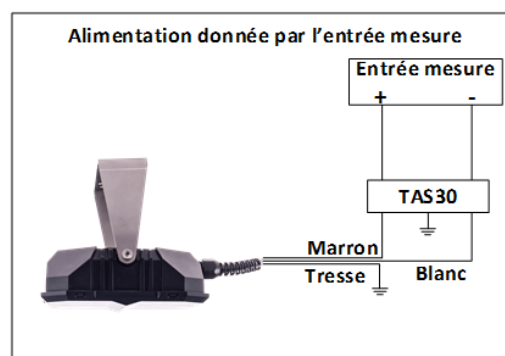 Alimentation donnée par l'entrée mesure
Entrée mesure
+ -
TAS30
Marron
Tresse
Blanc